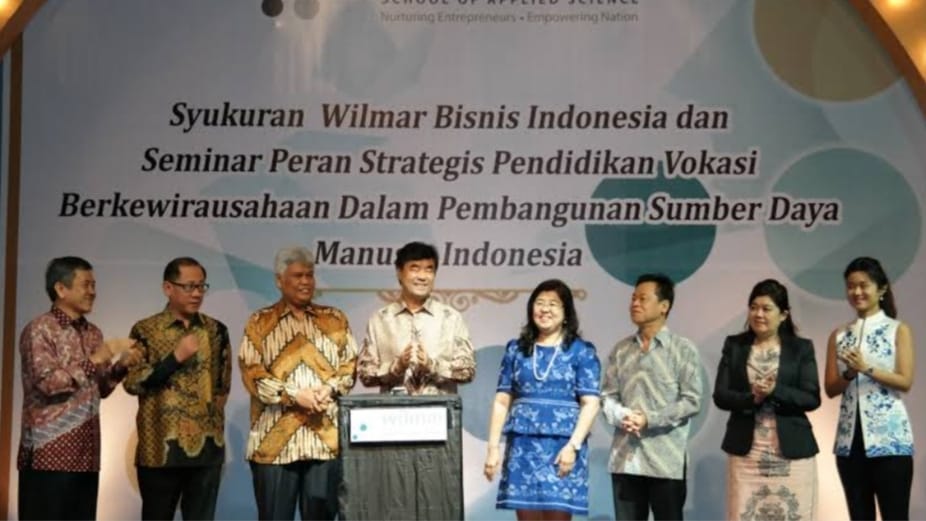 SCHOOL OF APPLIED SCIENCE
Nurturing Entrepreneurs • Empowering Nation
Syukuran Wilmar Bisnis Indonesia dan
Seminar Peran Strategis Pendidikan Vokasi
Berkewirausahaan Dalam Pembangunan Sumber Daya
Indonesia
wilmar